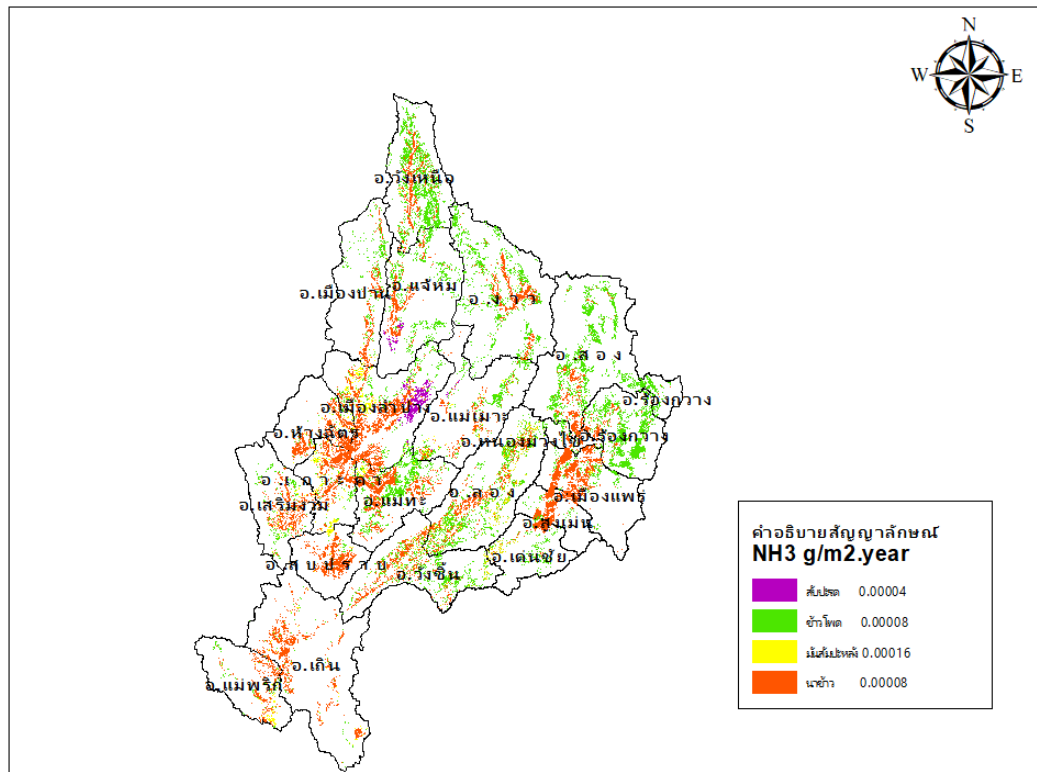 N
W E
S
อ.วังเหนือ
อ.เมืองปาน
อ.แจ้ห่ม
อ.งาว
อ.สอง
อ.ร้องกวาง
อ.เมืองลำปาง
อ.แม่เมาะ
อ.ห้างฉัตร
อ.หนองม่วงไข่
อ.ร้องกวาง
อ.เกาะคา
อ.แม่ทะ
อ.ลอง
อ.เมืองแพร่
อ.เสริมงาม
อ.สูงเม่น
อ.สบปราบ
อ.วังชิ้น
อ.เด่นชัย
อ.เถิน
อ.แม่พริก
คำอธิบายสัญญาลักษณ์
NH3 g/m2.year
สับปะรด 0.00004
ข้าวโพด 0.00008
มันสำปะหลัง 0.00016
นาข้าว 0.00008